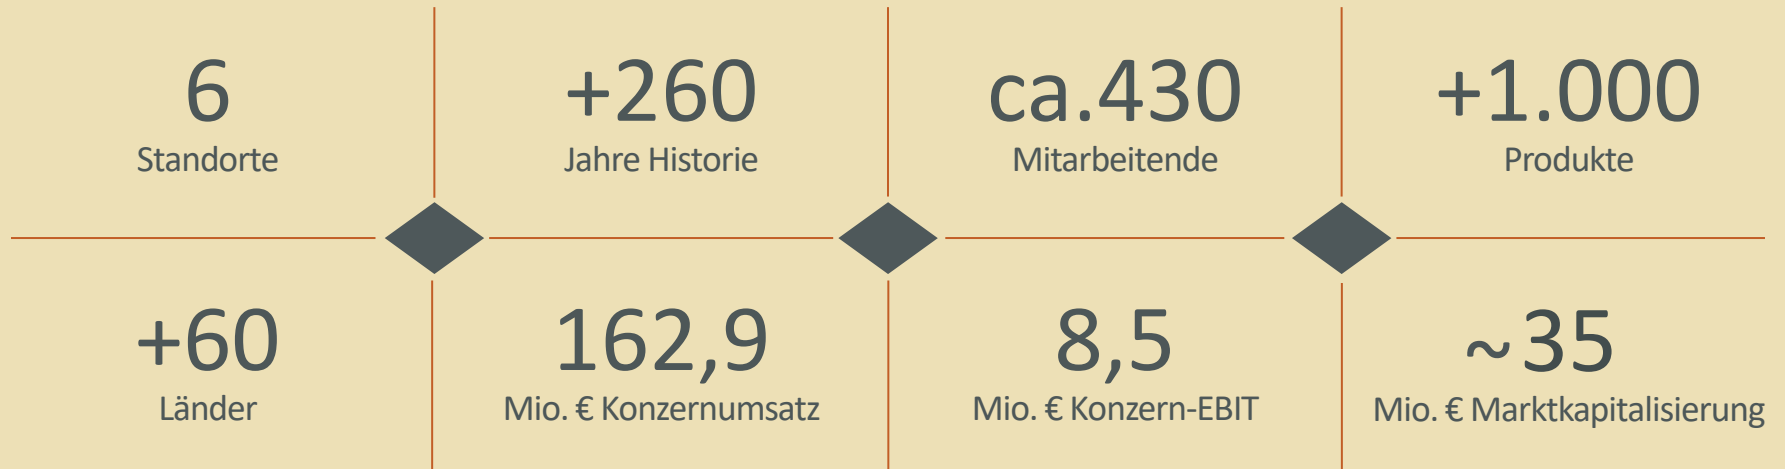 6
Standorte
+260
Jahre Historie
ca.430
Mitarbeitende
+1.000
Produkte
+60
Länder
162,9
Mio. € Konzernumsatz
8,5
Mio. € Konzern-EBIT
~35
Mio. € Marktkapitalisierung